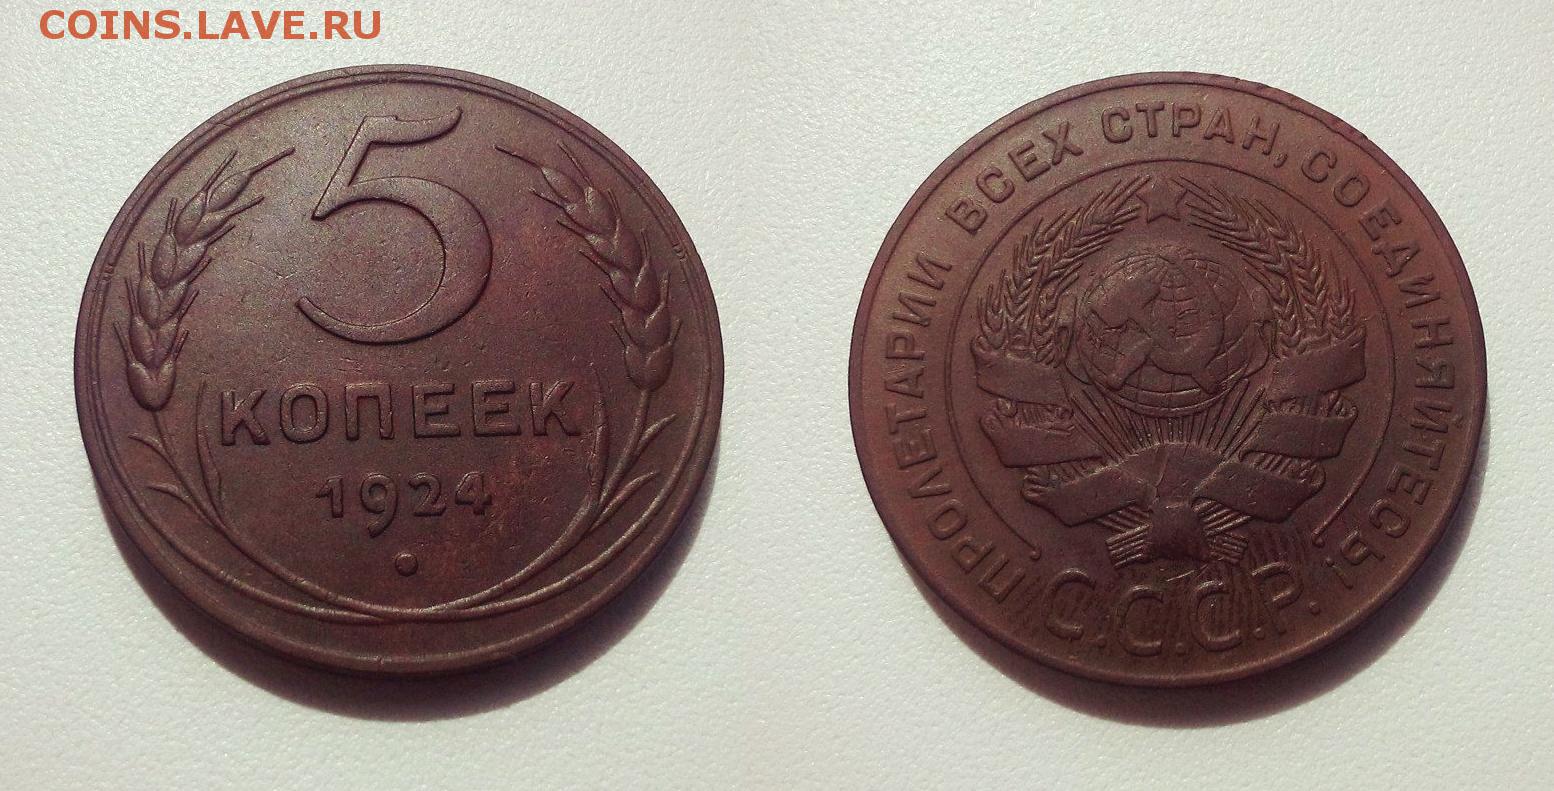 COINS.LAVE.RU
5
КОПЕЕК
1924
ПРОЛЕТАРИИ ВСЕХ СТРАН, СОЕДИНЯЙТЕСЬ!
С.С.С.Р.